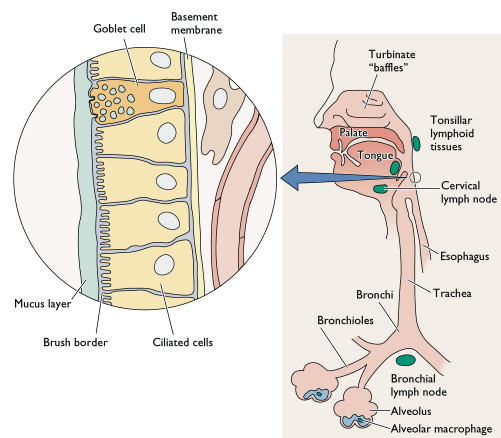 Goblet cell
Basement
membrane
Mucus layer
Brush border
Ciliated cells
Turbinate
“baffles”
Palate
Tongue
Tonsillar
lymphoid
tissues
Cervical
lymph node
Esophagus
Trachea
Bronchi
Bronchioles
Bronchial
lymph node
Alveolus
Alveolar macrophage